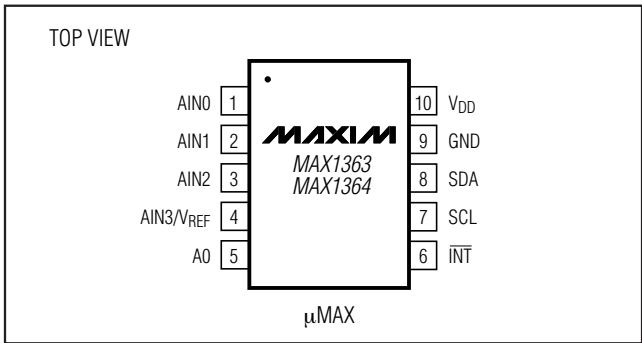 TOP VIEW
AIN0 1
AIN1 2
AIN2 3
AIN3/VREF 4
A0 5
MAXIM
MAX1363
MAX1364
10 VDD
9 GND
8 SDA
7 SCL
6 INT
µMAX